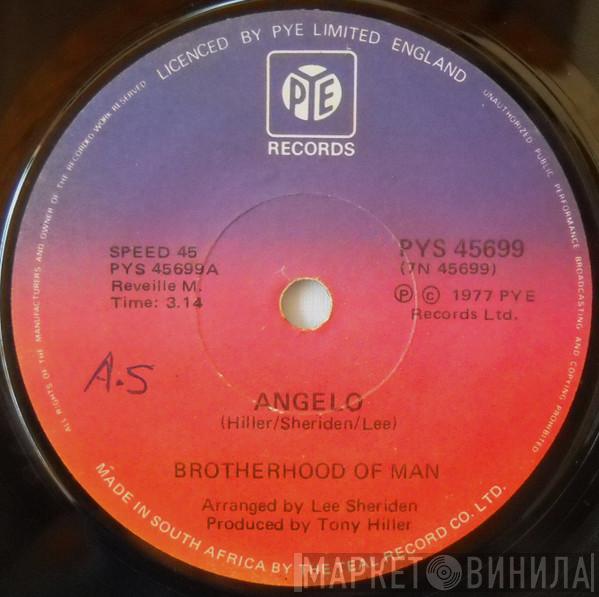 LICENCED BY PYE LIMITED ENGLAND
PYE
RECORDS
UNAUTHORIZED PUBLIC PERFORMANCE BROADCASTING AND COPYING PROHIBITED
ALL RIGHTS OF THE MANUFACTURERS AND OWNER OF THE RECORDED WORK RESERVED
SPEED 45
PYS 45699A
Reveille M.
Time: 3.14
PYS 45699
(7N 45699)
Ⓟ © 1977 PYE
Records Ltd.
A.S
ANGELO
(Hiller/Sheriden/Lee)
BROTHERHOOD OF MAN
Arranged by Lee Sheriden
Produced by Tony Hiller
MADE IN SOUTH AFRICA BY THE TEAL RECORD CO. LTD.
МАРКЕТ ВИНИЛА